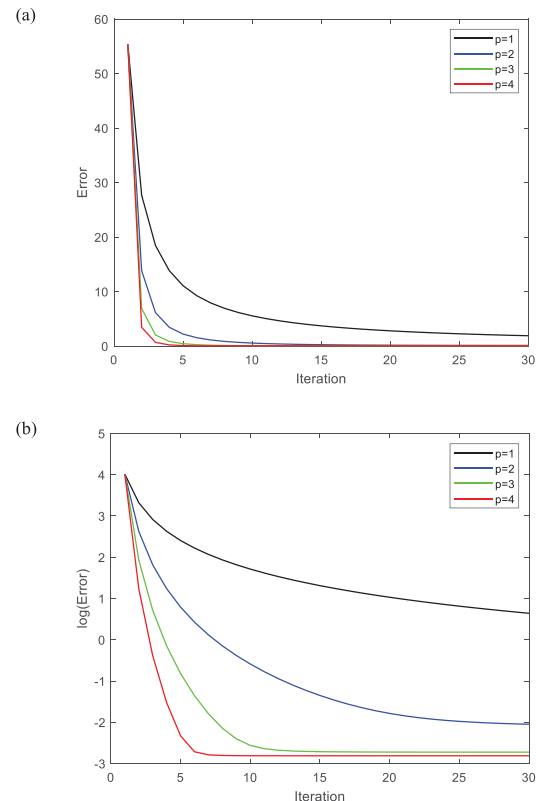 (a)
60
50
40
30
20
10
0
Error
0 5 10 15 20 25 30
Iteration
p=1
p=2
p=3
p=4
(b)
5
4
3
2
1
0
-1
-2
-3
log(Error)
0 5 10 15 20 25 30
Iteration
p=1
p=2
p=3
p=4